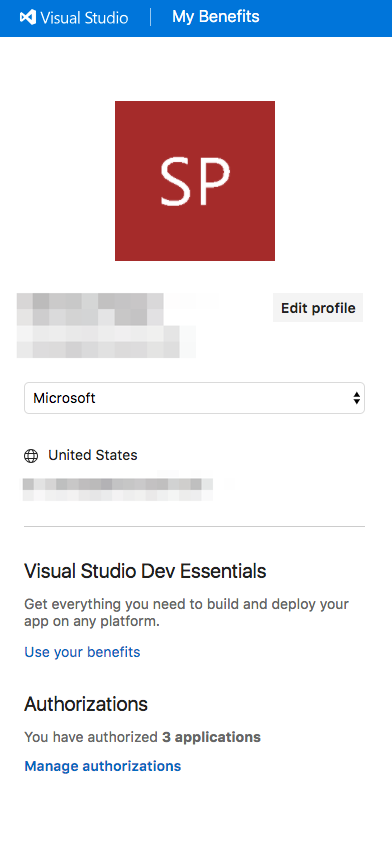 Visual Studio | My Benefits
SP
Edit profile
Microsoft
United States
Visual Studio Dev Essentials
Get everything you need to build and deploy your
app on any platform.
Use your benefits
Authorizations
You have authorized 3 applications
Manage authorizations